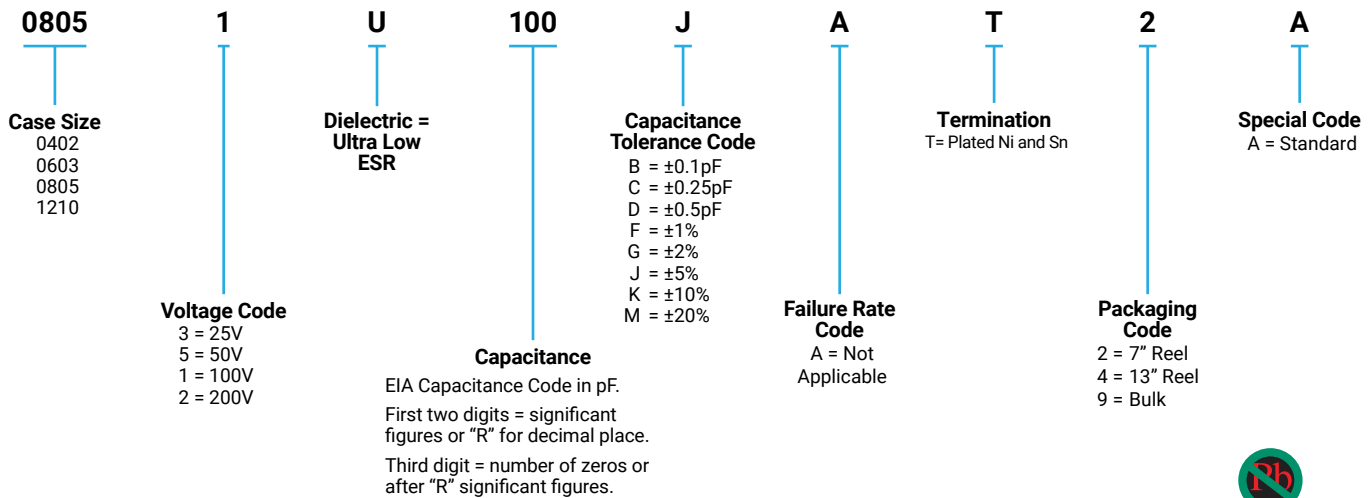 0805 1 U 100 J A T 2 A
Case Size
0402
0603
0805
1210
Voltage Code
3 = 25V
5 = 50V
1 = 100V
2 = 200V
Dielectric =
Ultra Low
ESR
Capacitance
EIA Capacitance Code in pF.
First two digits = significant
figures or “R” for decimal place.
Third digit = number of zeros or
after “R” significant figures.
Capacitance
Tolerance Code
B = ±0.1pF
C = ±0.25pF
D = ±0.5pF
F = ±1%
G = ±2%
J = ±5%
K = ±10%
M = ±20%
Failure Rate
Code
A = Not
Applicable
Termination
T= Plated Ni and Sn
Packaging
Code
2 = 7” Reel
4 = 13” Reel
9 = Bulk
Special Code
A = Standard
Pb